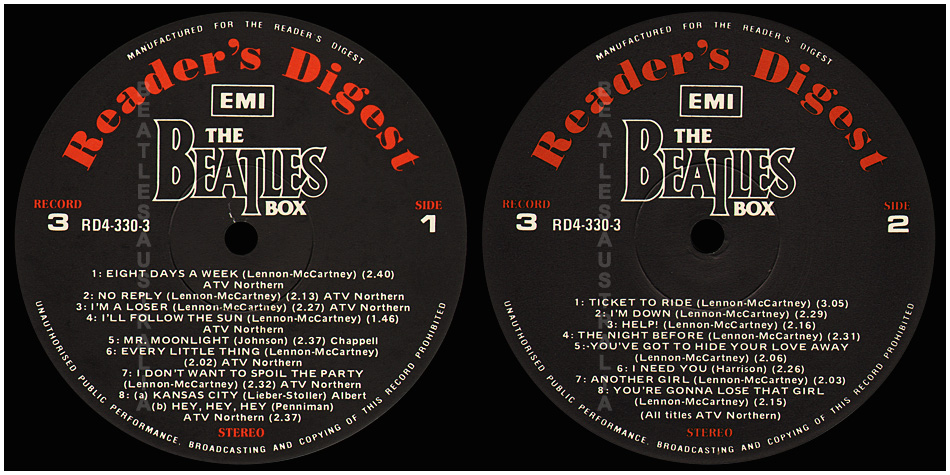 MANUFACTURED FOR THE READER'S DIGEST
Reader's Digest
EMI
THE
BEATLES
BOX
RECORD
3 RD4-330-3
SIDE
1
1: EIGHT DAYS A WEEK (Lennon-McCartney) (2.40)
ATV Northern
2: NO REPLY (Lennon-McCartney) (2.13) ATV Northern
3: I'M A LOSER (Lennon-McCartney) (2.27) ATV Northern
4: I'LL FOLLOW THE SUN (Lennon-McCartney) (1.46)
ATV Northern
5: MR. MOONLIGHT (Johnson) (2.37) Chappell
6: EVERY LITTLE THING (Lennon-McCartney)
(2.02) ATV Northern
7: I DON'T WANT TO SPOIL THE PARTY
(Lennon-McCartney) (2.32) ATV Northern
8: (a) KANSAS CITY (Lieber-Stoller) Albert
(b) HEY, HEY, HEY (Penniman)
ATV Northern (2.37)
STEREO
UNAUTHORISED PUBLIC PERFORMANCE, BROADCASTING AND COPYING OF THIS RECORD PROHIBITED
BEATLESAUSTRALIA
MANUFACTURED FOR THE READER'S DIGEST
Reader's Digest
EMI
THE
BEATLES
BOX
RECORD
3 RD4-330-3
SIDE
2
1: TICKET TO RIDE (Lennon-McCartney) (3.05)
2: I'M DOWN (Lennon-McCartney) (2.29)
3: HELP! (Lennon-McCartney) (2.16)
4: THE NIGHT BEFORE (Lennon-McCartney) (2.31)
5: YOU'VE GOT TO HIDE YOUR LOVE AWAY
(Lennon-McCartney) (2.06)
6: I NEED YOU (Harrison) (2.26)
7: ANOTHER GIRL (Lennon-McCartney) (2.03)
8: YOU'RE GONNA LOSE THAT GIRL
(Lennon-McCartney) (2.15)
(All titles ATV Northern)
STEREO
UNAUTHORISED PUBLIC PERFORMANCE, BROADCASTING AND COPYING OF THIS RECORD PROHIBITED
BEATLESAUSTRALIA